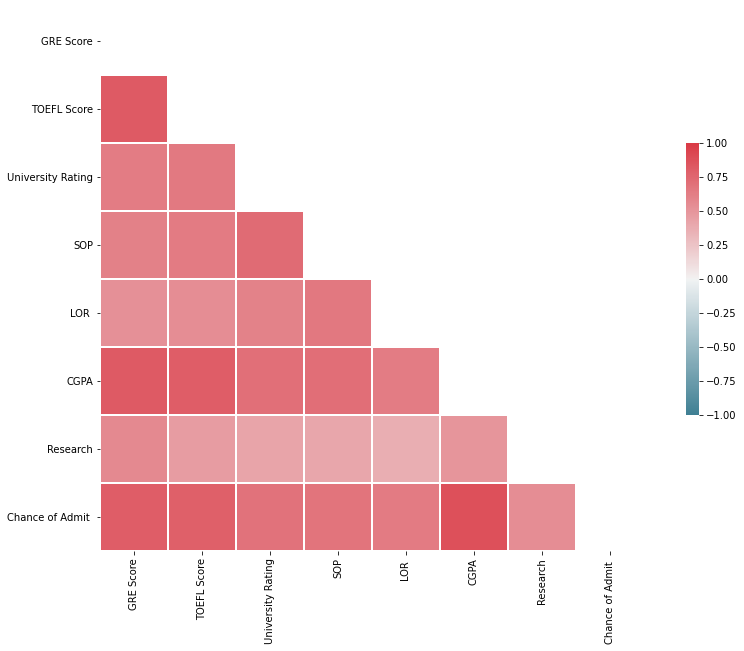 GRE Score
TOEFL Score
University Rating
SOP
LOR
CGPA
Research
Chance of Admit
1.00
0.75
0.50
0.25
0.00
−0.25
−0.50
−0.75
−1.00
GRE Score
TOEFL Score
University Rating
SOP
LOR
CGPA
Research
Chance of Admit